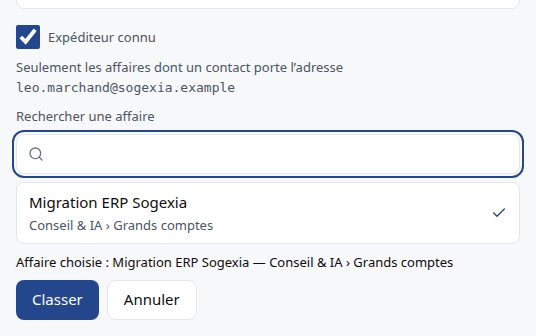 Expéditeur connu
Seulement les affaires dont un contact porte l’adresse
leo.marchand@sogexia.example
Rechercher une affaire
Migration ERP Sogexia
Conseil & IA › Grands comptes
Affaire choisie : Migration ERP Sogexia — Conseil & IA › Grands comptes
Classer
Annuler